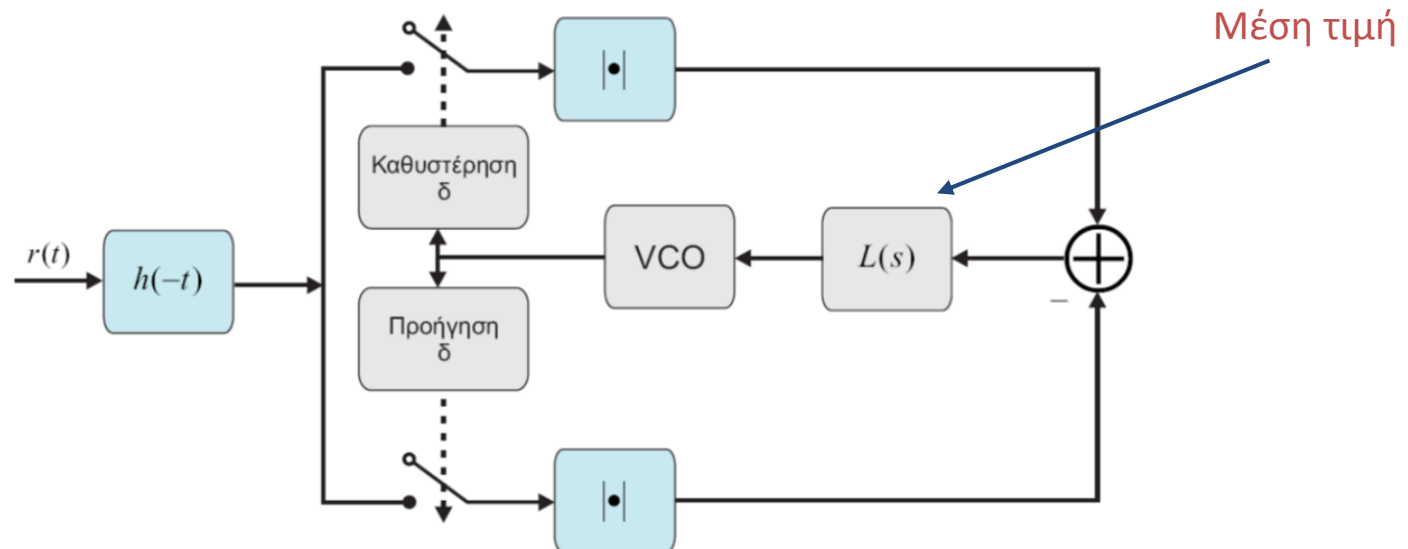 Μέση τιμή
|•|
Καθυστέρηση
δ
r(t)
h(−t)
VCO
L(s)
−
Προήγηση
δ
|•|